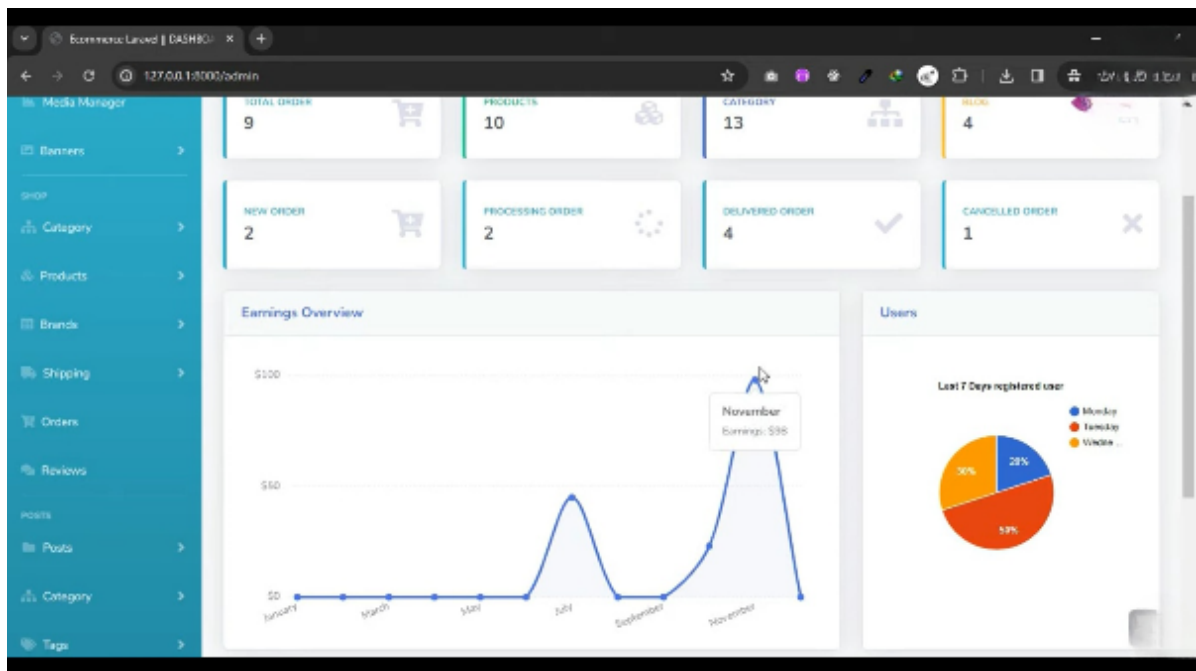 Ecommerce Laravel || DASHBO
127.0.0.1:8000/admin
Media Manager
Banners
SHOP
Category
Products
Brands
Shipping
Orders
Reviews
POSTS
Posts
Category
Tags
TOTAL ORDER
9
PRODUCTS
10
CATEGORY
13
BLOG
4
NEW ORDER
2
PROCESSING ORDER
2
DELIVERED ORDER
4
CANCELLED ORDER
1
Earnings Overview
$100
$50
$0
November
Earnings: $98
January
March
May
July
September
November
Users
Last 7 Days registered user
Monday
Tuesday
Wedne ...
20%
30%
50%